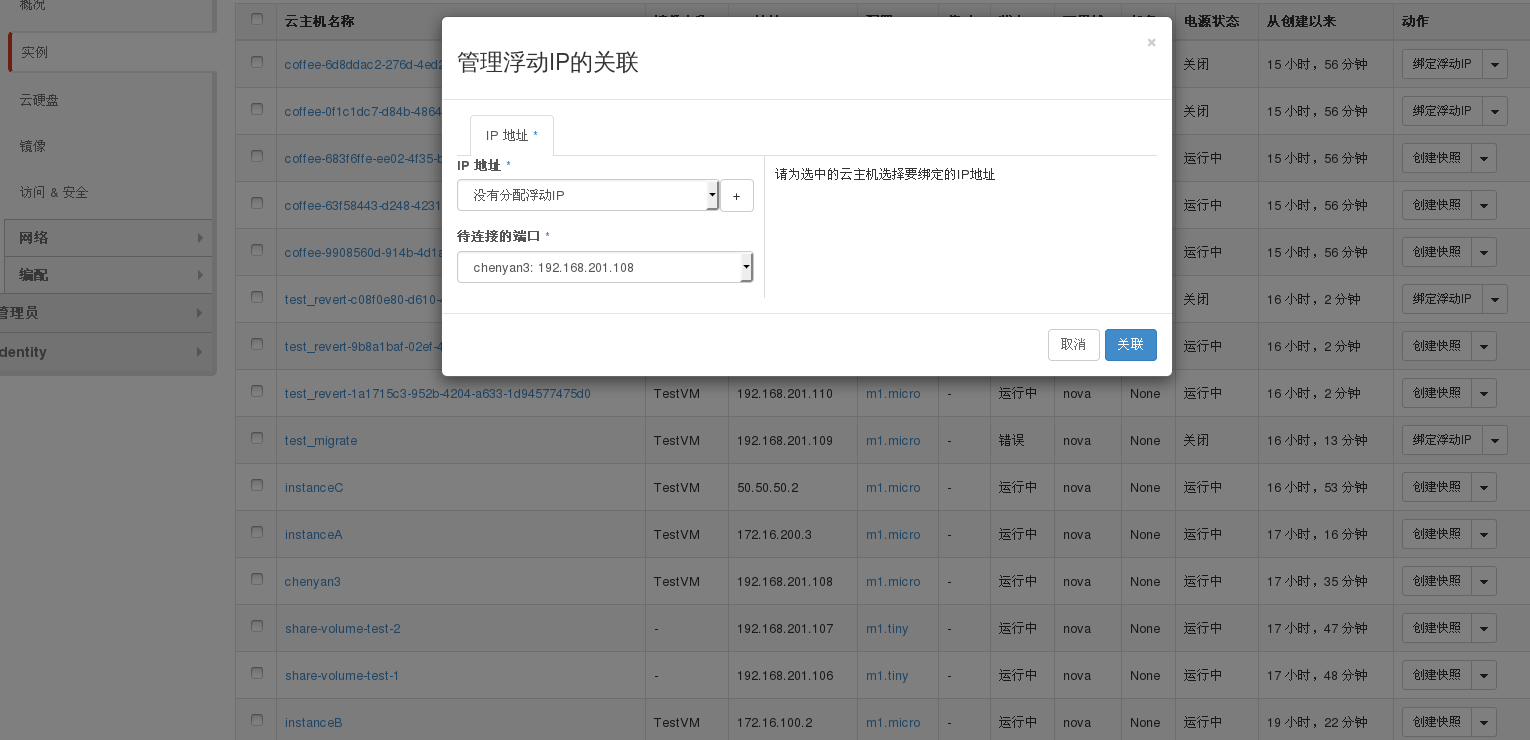 概况
实例
云硬盘
镜像
访问 & 安全
网络
编配
管理员
dentity
云主机名称 电源状态 从创建以来 动作
coffee-6d8ddac2-276d-4ed2 关闭 15 小时，56 分钟 绑定浮动IP
coffee-0f1c1dc7-d84b-4864 关闭 15 小时，56 分钟 绑定浮动IP
coffee-683f6ffe-ee02-4f35-b 运行中 15 小时，56 分钟 创建快照
coffee-63f58443-d248-4231 运行中 15 小时，56 分钟 创建快照
coffee-9908560d-914b-4d1a 运行中 15 小时，56 分钟 创建快照
test_revert-c08f0e80-d610- 关闭 16 小时，2 分钟 绑定浮动IP
test_revert-9b8a1baf-02ef-4 运行中 16 小时，2 分钟 创建快照
管理浮动IP的关联
×
IP 地址 *
IP 地址 *
没有分配浮动IP +
待连接的端口 *
chenyan3: 192.168.201.108
请为选中的云主机选择要绑定的IP地址
取消 关联
test_revert-1a1715c3-952b-4204-a633-1d94577475d0 TestVM 192.168.201.110 m1.micro - 运行中 nova None 运行中 16 小时，2 分钟 创建快照
test_migrate TestVM 192.168.201.109 m1.micro - 错误 nova None 关闭 16 小时，13 分钟 绑定浮动IP
instanceC TestVM 50.50.50.2 m1.micro - 运行中 nova None 运行中 16 小时，53 分钟 创建快照
instanceA TestVM 172.16.200.3 m1.micro - 运行中 nova None 运行中 17 小时，16 分钟 创建快照
chenyan3 TestVM 192.168.201.108 m1.micro - 运行中 nova None 运行中 17 小时，35 分钟 创建快照
share-volume-test-2 - 192.168.201.107 m1.tiny - 运行中 nova None 运行中 17 小时，47 分钟 创建快照
share-volume-test-1 - 192.168.201.106 m1.tiny - 运行中 nova None 运行中 17 小时，48 分钟 创建快照
instanceB TestVM 172.16.100.2 m1.micro - 运行中 nova None 运行中 19 小时，22 分钟 创建快照